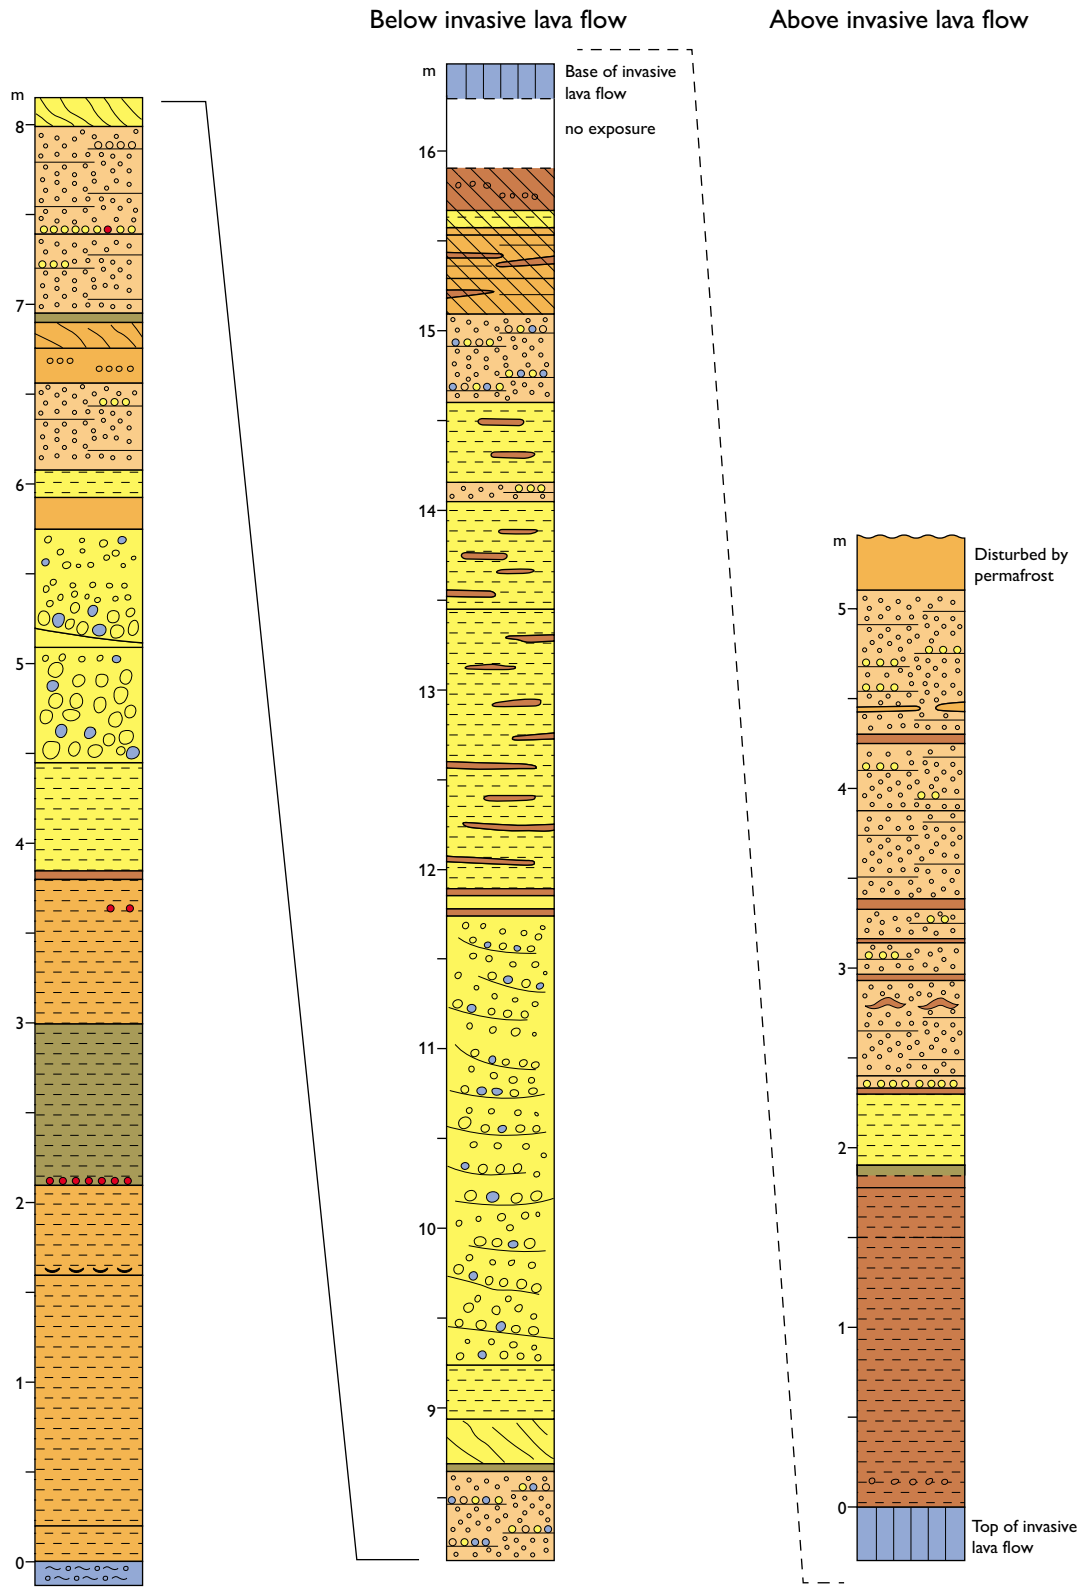 Below invasive lava flow
Above invasive lava flow
m
8
7
6
5
4
3
2
1
0
m
Base of invasive
lava flow
no exposure
16
15
14
13
12
11
10
9
m
Disturbed by
permafrost
5
4
3
2
1
0
Top of invasive
lava flow